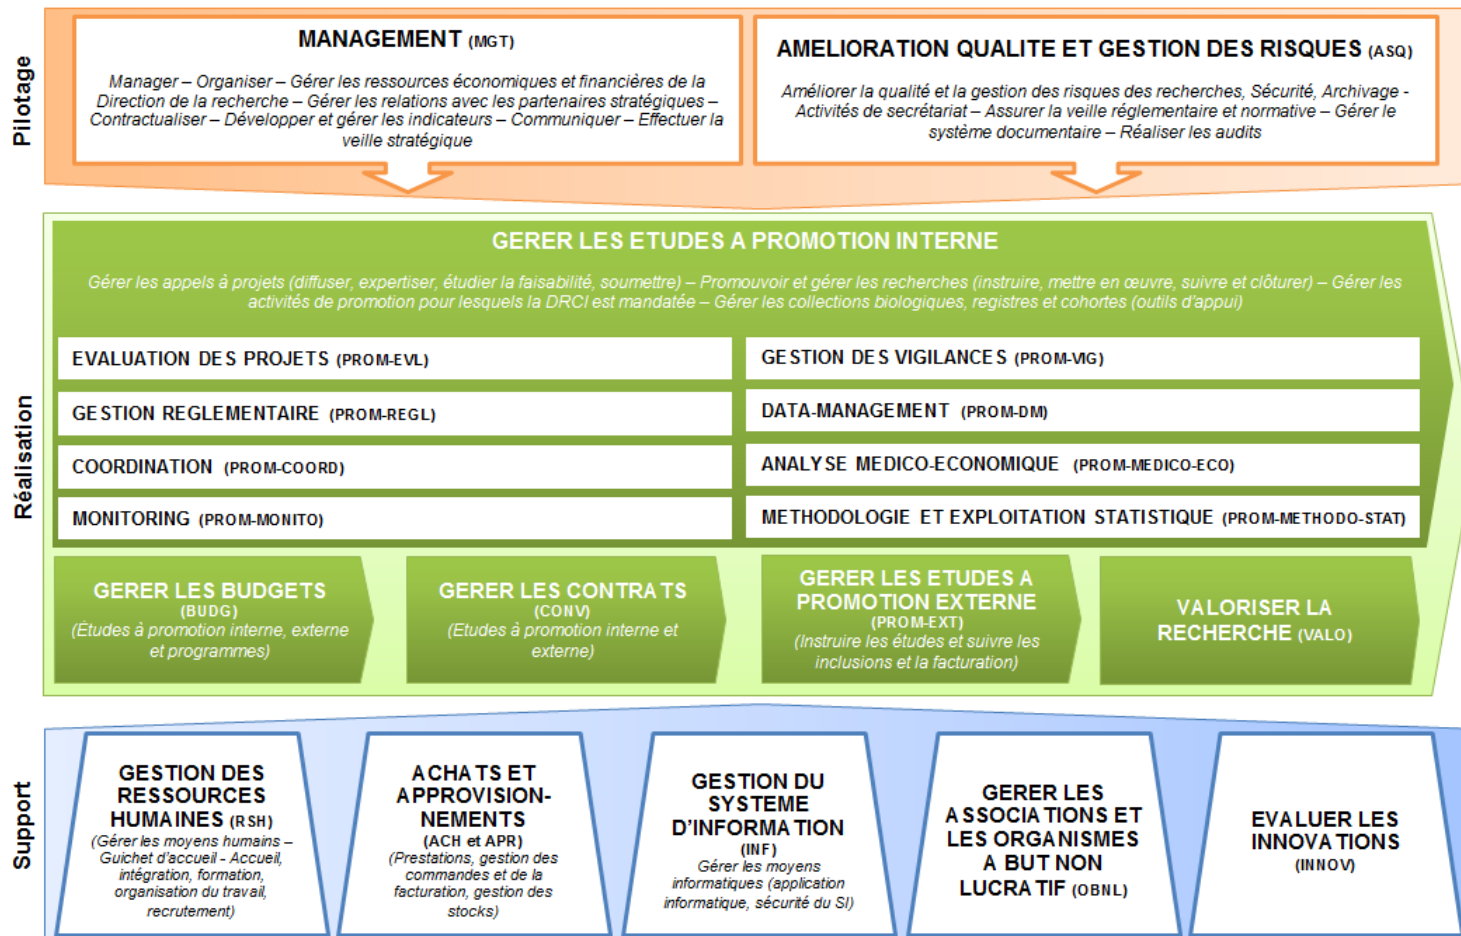 Pilotage
MANAGEMENT (MGT)
Manager – Organiser – Gérer les ressources économiques et financières de la
Direction de la recherche – Gérer les relations avec les partenaires stratégiques –
Contractualiser – Développer et gérer les indicateurs – Communiquer – Effectuer la
veille stratégique
AMELIORATION QUALITE ET GESTION DES RISQUES (ASQ)
Améliorer la qualité et la gestion des risques des recherches, Sécurité, Archivage -
Activités de secrétariat – Assurer la veille réglementaire et normative – Gérer le
système documentaire – Réaliser les audits
Réalisation
GERER LES ETUDES A PROMOTION INTERNE
Gérer les appels à projets (diffuser, expertiser, étudier la faisabilité, soumettre) – Promouvoir et gérer les recherches (instruire, mettre en œuvre, suivre et clôturer) – Gérer les
activités de promotion pour lesquels la DRCI est mandatée – Gérer les collections biologiques, registres et cohortes (outils d'appui)
EVALUATION DES PROJETS (PROM-EVL)
GESTION REGLEMENTAIRE (PROM-REGL)
COORDINATION (PROM-COORD)
MONITORING (PROM-MONITO)
GESTION DES VIGILANCES (PROM-VIG)
DATA-MANAGEMENT (PROM-DM)
ANALYSE MEDICO-ECONOMIQUE (PROM-MEDICO-ECO)
METHODOLOGIE ET EXPLOITATION STATISTIQUE (PROM-METHODO-STAT)
GERER LES BUDGETS
(BUDG)
(Études à promotion interne, externe
et programmes)
GERER LES CONTRATS
(CONV)
(Etudes à promotion interne et
externe)
GERER LES ETUDES A
PROMOTION EXTERNE
(PROM-EXT)
(Instruire les études et suivre les
inclusions et la facturation)
VALORISER LA
RECHERCHE (VALO)
Support
GESTION DES
RESSOURCES
HUMAINES (RSH)
(Gérer les moyens humains –
Guichet d'accueil - Accueil,
intégration, formation,
organisation du travail,
recrutement)
ACHATS ET
APPROVISION-
NEMENTS
(ACH et APR)
(Prestations, gestion des
commandes et de la
facturation, gestion des
stocks)
GESTION DU
SYSTEME
D'INFORMATION
(INF)
Gérer les moyens
informatiques (application
informatique, sécurité du SI)
GERER LES
ASSOCIATIONS ET
LES ORGANISMES
A BUT NON
LUCRATIF (OBNL)
EVALUER LES
INNOVATIONS
(INNOV)